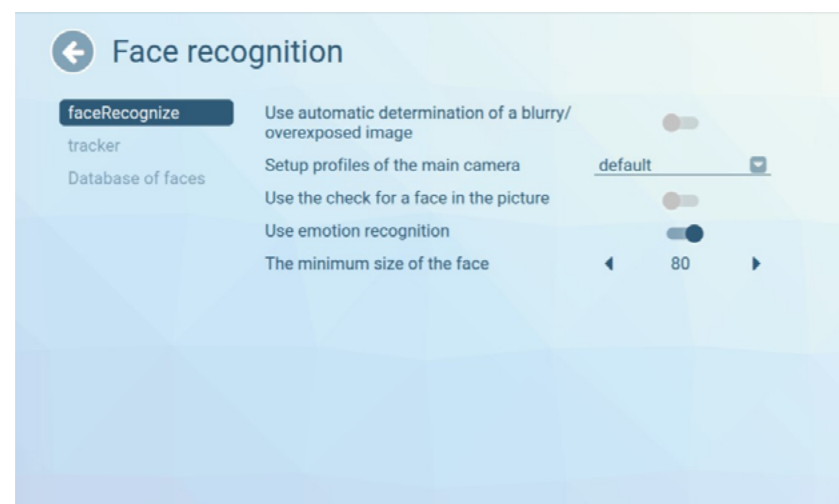 Face recognition
faceRecognize
tracker
Database of faces
Use automatic determination of a blurry/
overexposed image
Setup profiles of the main camera
default
Use the check for a face in the picture
Use emotion recognition
The minimum size of the face
80